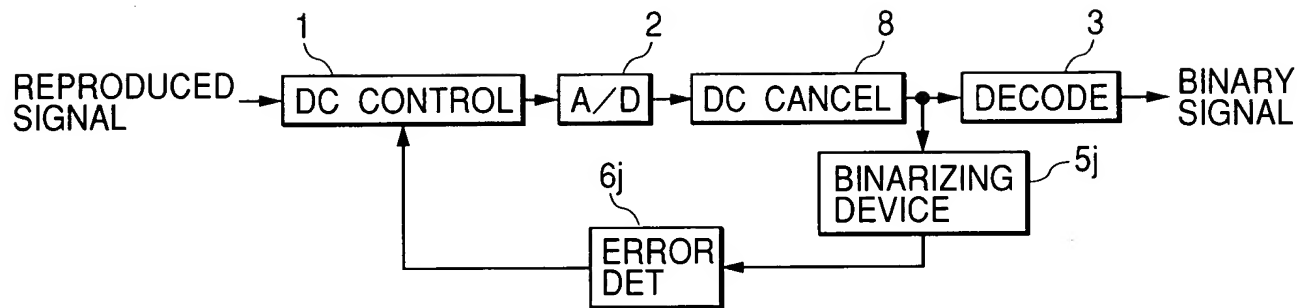 1
2
8
3
REPRODUCED
SIGNAL
DC CONTROL
A/D
DC CANCEL
DECODE
BINARY
SIGNAL
5j
BINARIZING
DEVICE
6j
ERROR
DET